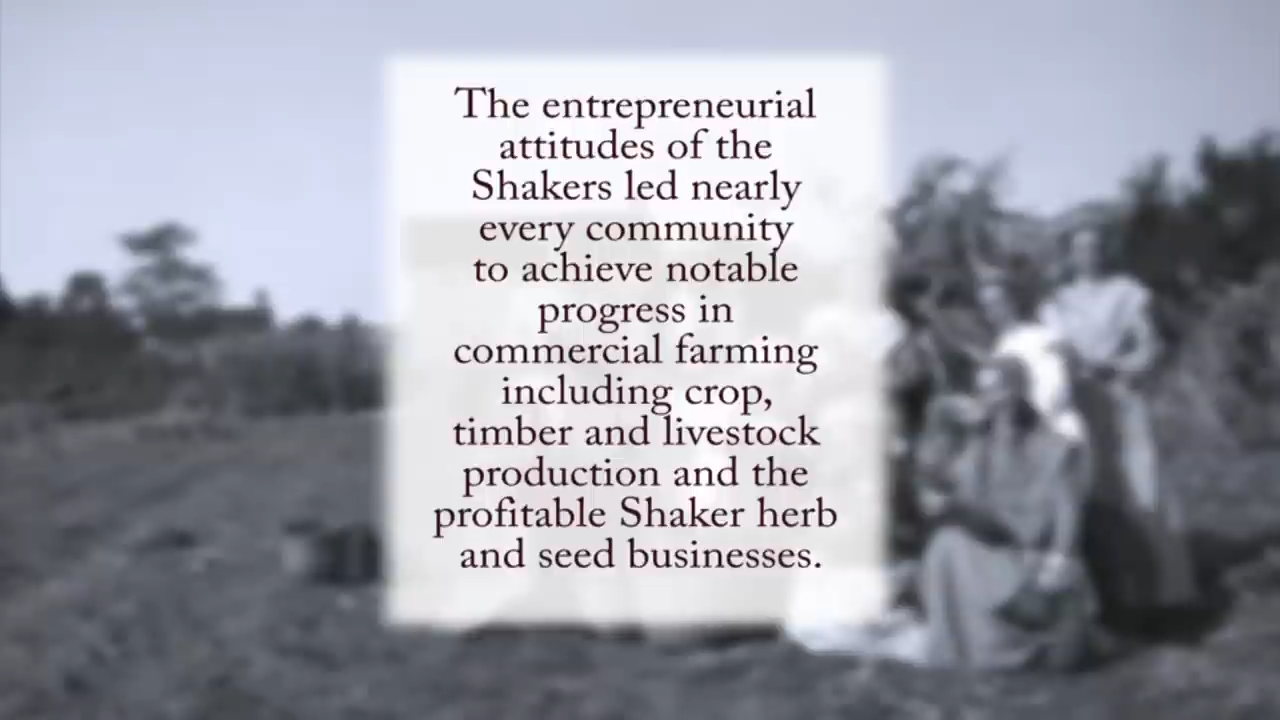 The entrepreneurial
attitudes of the
Shakers led nearly
every community
to achieve notable
progress in
commercial farming
including crop,
timber and livestock
production and the
profitable Shaker herb
and seed businesses.